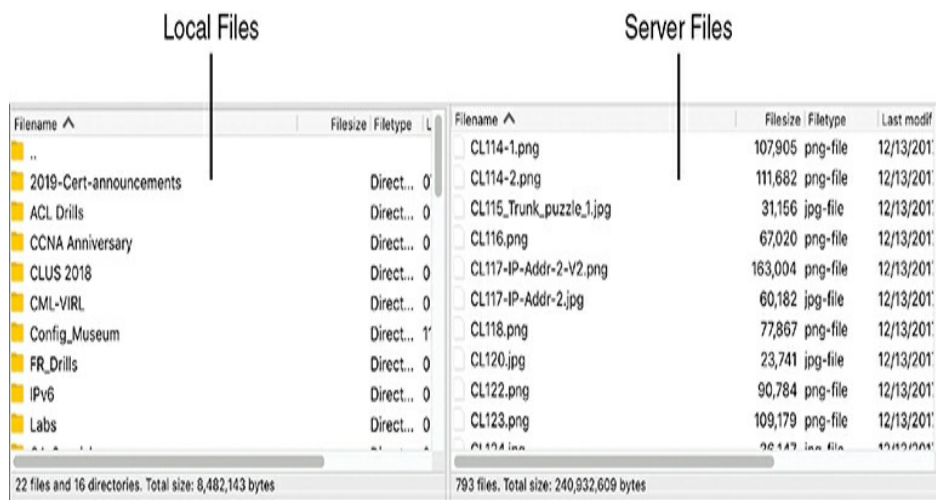 Local Files
Server Files
Filename Filesize Filetype L
..
2019-Cert-announcements Direct... 0
ACL Drills Direct... 0
CCNA Anniversary Direct... 0
CLUS 2018 Direct... 0
CML-VIRL Direct... 0
Config_Museum Direct... 1
FR_Drills Direct... 0
IPv6 Direct... 0
Labs Direct... 0
22 files and 16 directories. Total size: 8,482,143 bytes
Filename Filesize Filetype Last modif
CL114-1.png 107,905 png-file 12/13/201
CL114-2.png 111,682 png-file 12/13/201
CL115_Trunk_puzzle_1.jpg 31,156 jpg-file 12/13/201
CL116.png 67,020 png-file 12/13/201
CL117-IP-Addr-2-V2.png 163,004 png-file 12/13/201
CL117-IP-Addr-2.jpg 60,182 jpg-file 12/13/201
CL118.png 77,867 png-file 12/13/201
CL120.jpg 23,741 jpg-file 12/13/201
CL122.png 90,784 png-file 12/13/201
CL123.png 109,179 png-file 12/13/201
793 files. Total size: 240,932,609 bytes